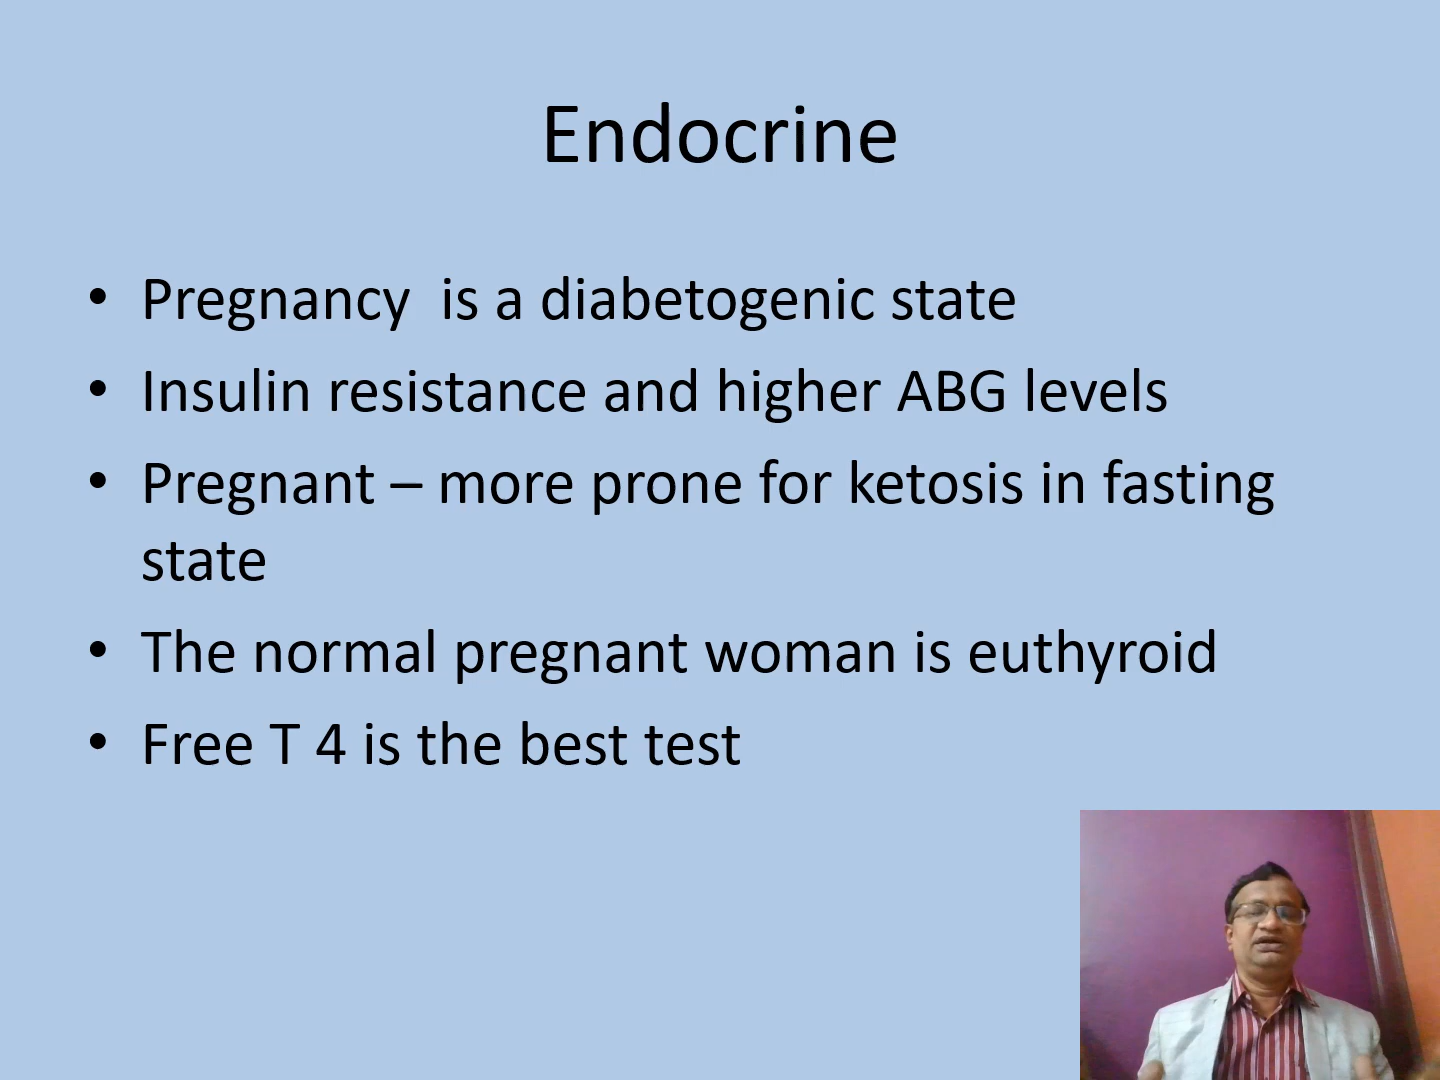 Endocrine
• Pregnancy  is a diabetogenic state
• Insulin resistance and higher ABG levels
• Pregnant – more prone for ketosis in fasting
state
• The normal pregnant woman is euthyroid
• Free T 4 is the best test